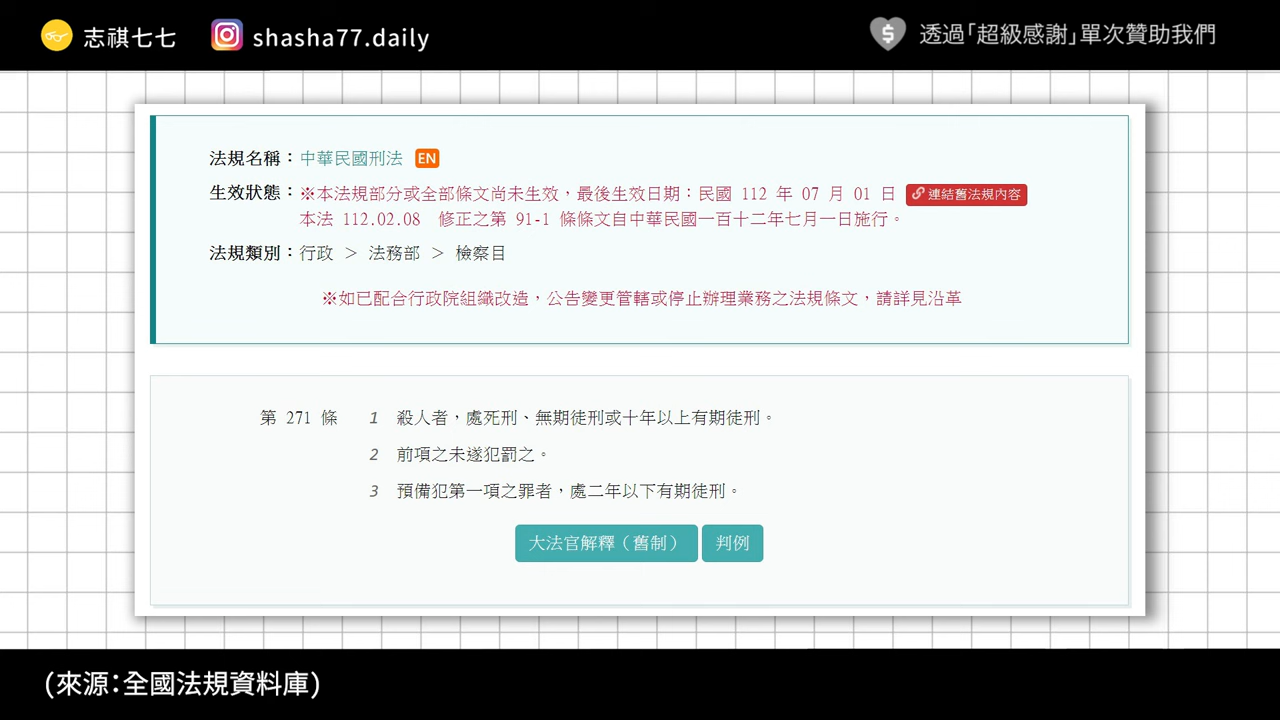 志祺七七
shasha77.daily
透過「超級感謝」單次贊助我們
法規名稱：中華民國刑法 EN
生效狀態：※本法規部分或全部條文尚未生效，最後生效日期：民國 112 年 07 月 01 日 連結舊法規內容
本法 112.02.08 修正之第 91-1 條條文自中華民國一百十二年七月一日施行。
法規類別：行政 ＞ 法務部 ＞ 檢察目
※如已配合行政院組織改造，公告變更管轄或停止辦理業務之法規條文，請詳見沿革
第 271 條 1 殺人者，處死刑、無期徒刑或十年以上有期徒刑。
2 前項之未遂犯罰之。
3 預備犯第一項之罪者，處二年以下有期徒刑。
大法官解釋（舊制） 判例
(來源：全國法規資料庫)